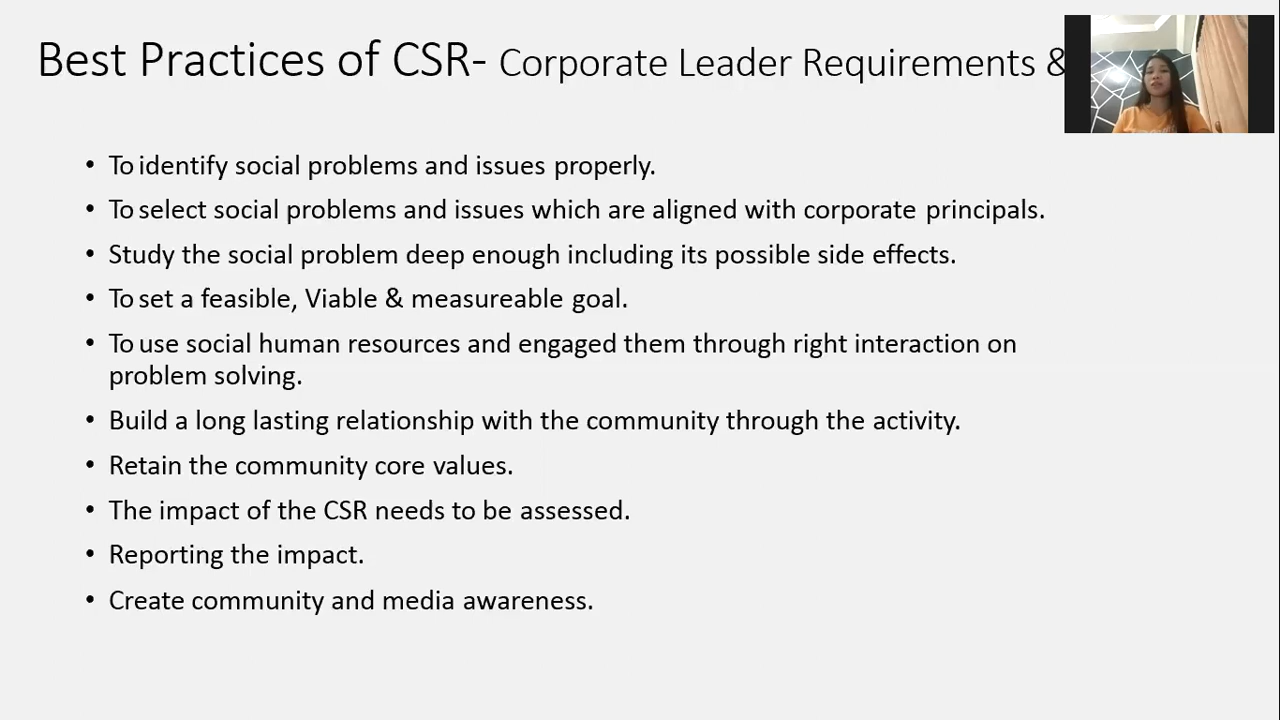 Best Practices of CSR- Corporate Leader Requirements &
• To identify social problems and issues properly.
• To select social problems and issues which are aligned with corporate principals.
• Study the social problem deep enough including its possible side effects.
• To set a feasible, Viable & measureable goal.
• To use social human resources and engaged them through right interaction on
problem solving.
• Build a long lasting relationship with the community through the activity.
• Retain the community core values.
• The impact of the CSR needs to be assessed.
• Reporting the impact.
• Create community and media awareness.